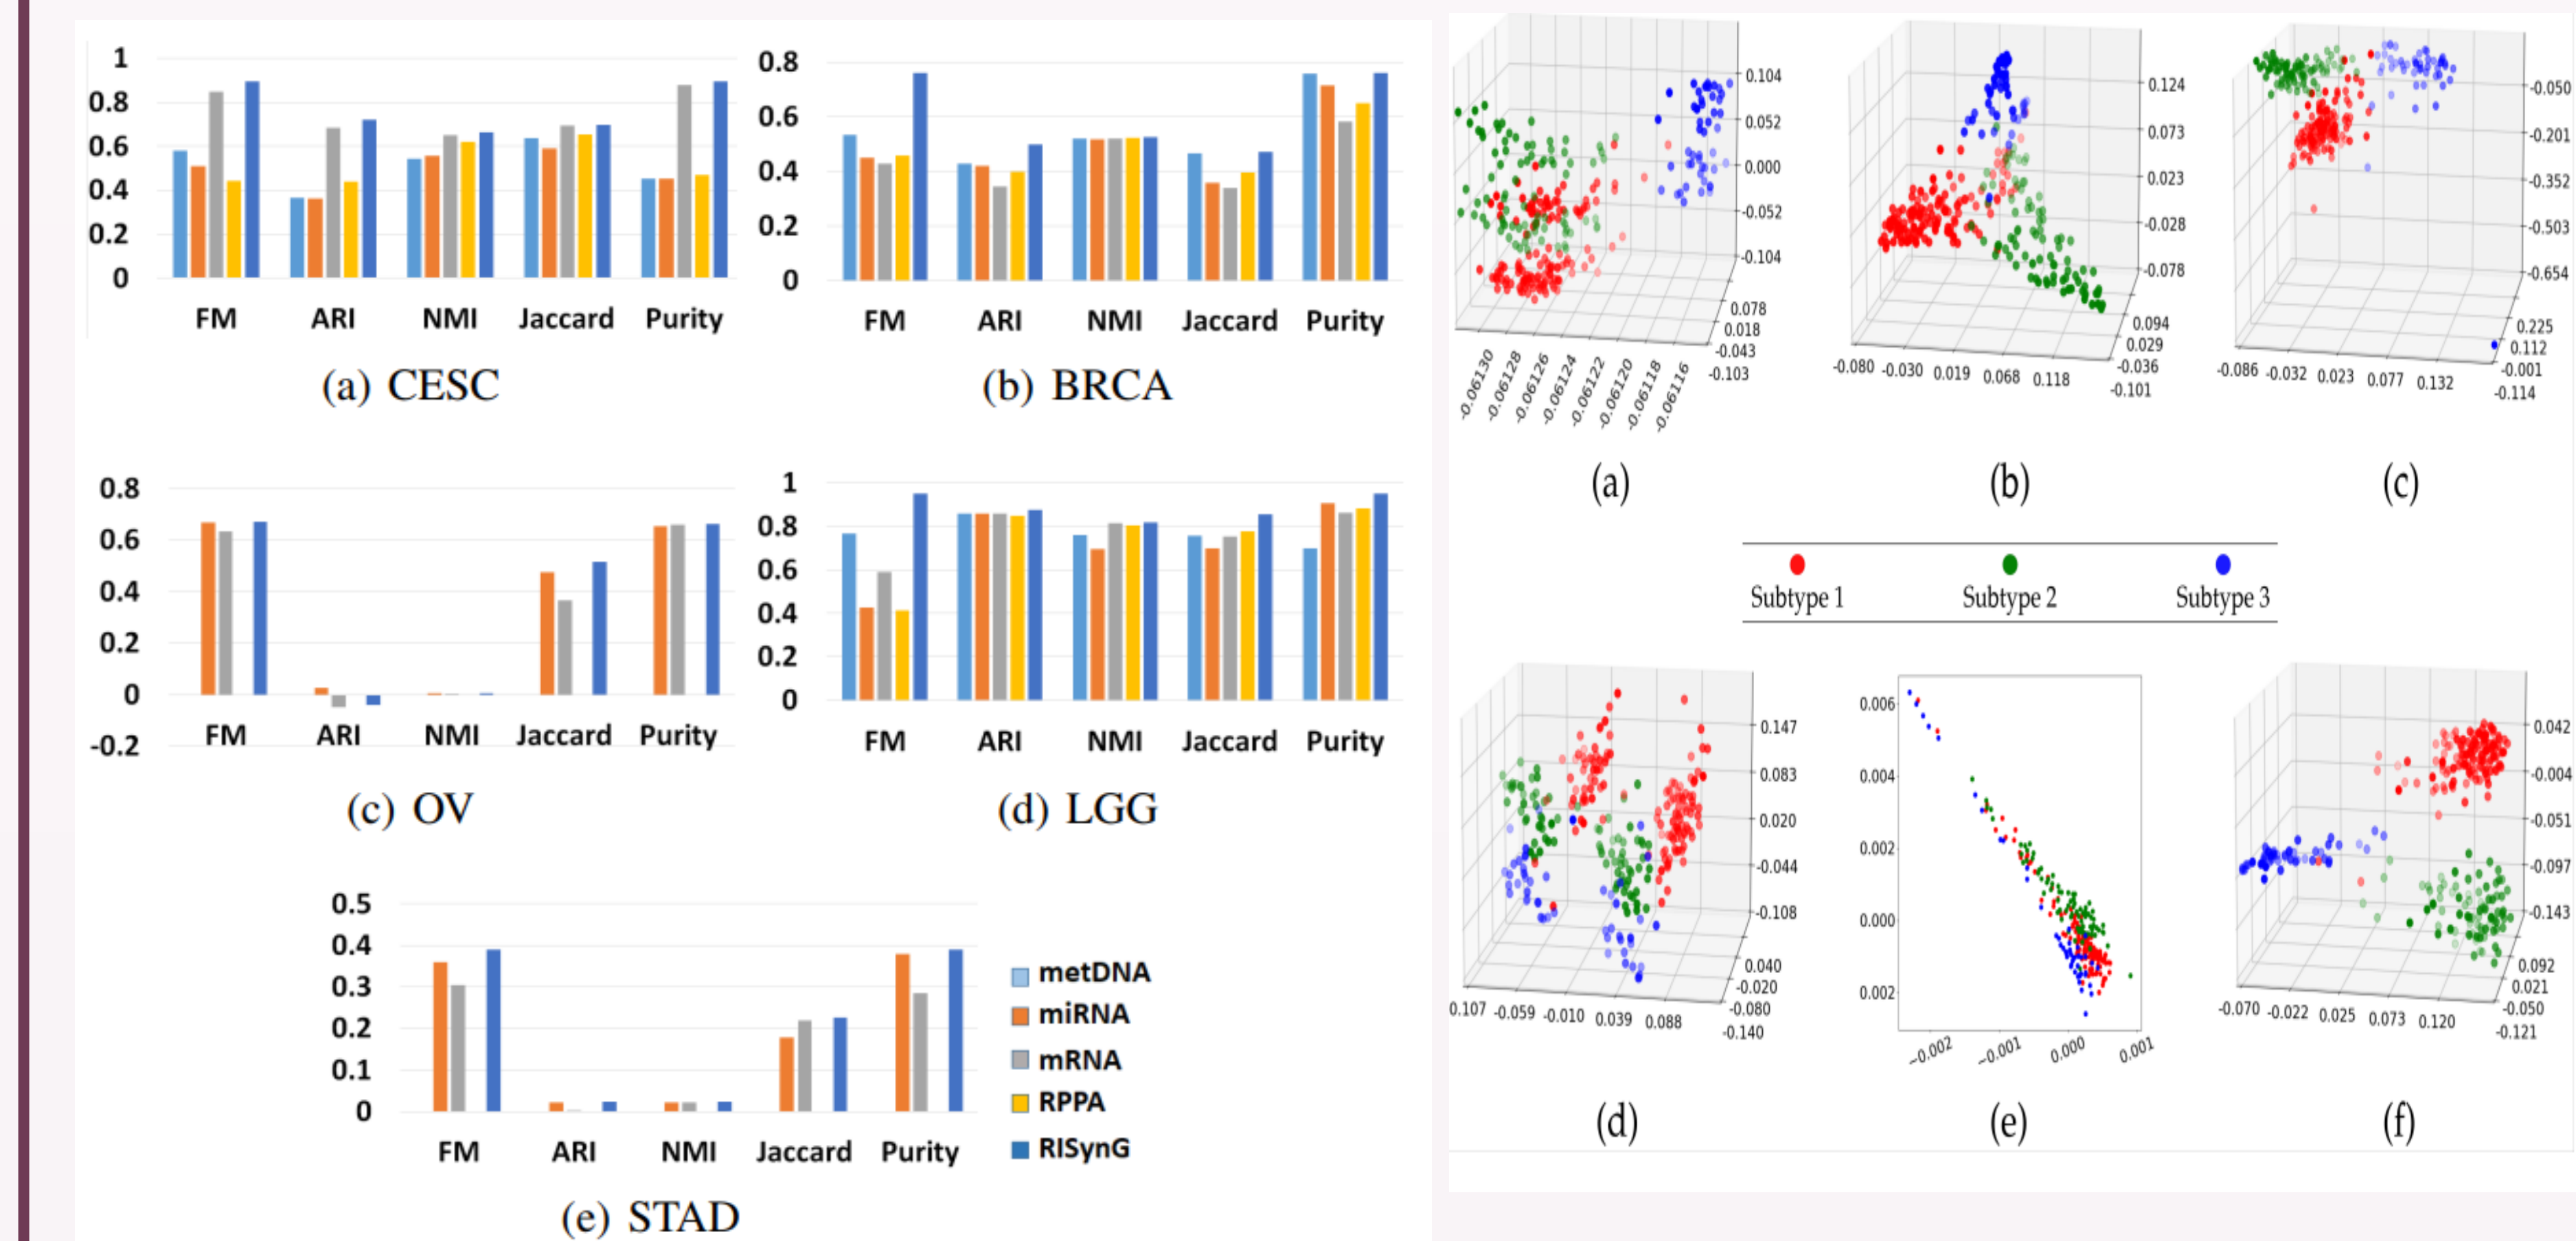 1
0.8
0.6
0.4
0.2
0
FM ARI NMI Jaccard Purity
(a) CESC
0.8
0.6
0.4
0.2
0
FM ARI NMI Jaccard Purity
(b) BRCA
0.8
0.6
0.4
0.2
0
-0.2
FM ARI NMI Jaccard Purity
(c) OV
1
0.8
0.6
0.4
0.2
0
FM ARI NMI Jaccard Purity
(d) LGG
0.5
0.4
0.3
0.2
0.1
0
FM ARI NMI Jaccard Purity
metDNA
miRNA
mRNA
RPPA
RISynG
(e) STAD
0.104
0.052
0.000
-0.052
-0.104
0.078
0.018
-0.043
-0.103
-0.06130 -0.06128 -0.06126 -0.06124 -0.06122 -0.06120 -0.06118 -0.06116
(a)
0.124
0.073
0.023
-0.028
-0.078
0.094
0.029
-0.036
-0.101
-0.080 -0.030 0.019 0.068 0.118
(b)
-0.050
-0.201
-0.352
-0.503
-0.654
0.225
0.112
-0.001
-0.114
-0.086 -0.032 0.023 0.077 0.132
(c)
Subtype 1 Subtype 2 Subtype 3
0.147
0.083
0.020
-0.044
-0.108
0.040
-0.020
-0.080
-0.140
0.107 -0.059 -0.010 0.039 0.088
(d)
0.006
0.004
0.002
0.000
0.002
-0.002 -0.001 0.000 0.001
(e)
0.042
-0.004
-0.051
-0.097
-0.143
0.092
0.021
-0.050
-0.121
-0.070 -0.022 0.025 0.073 0.120
(f)